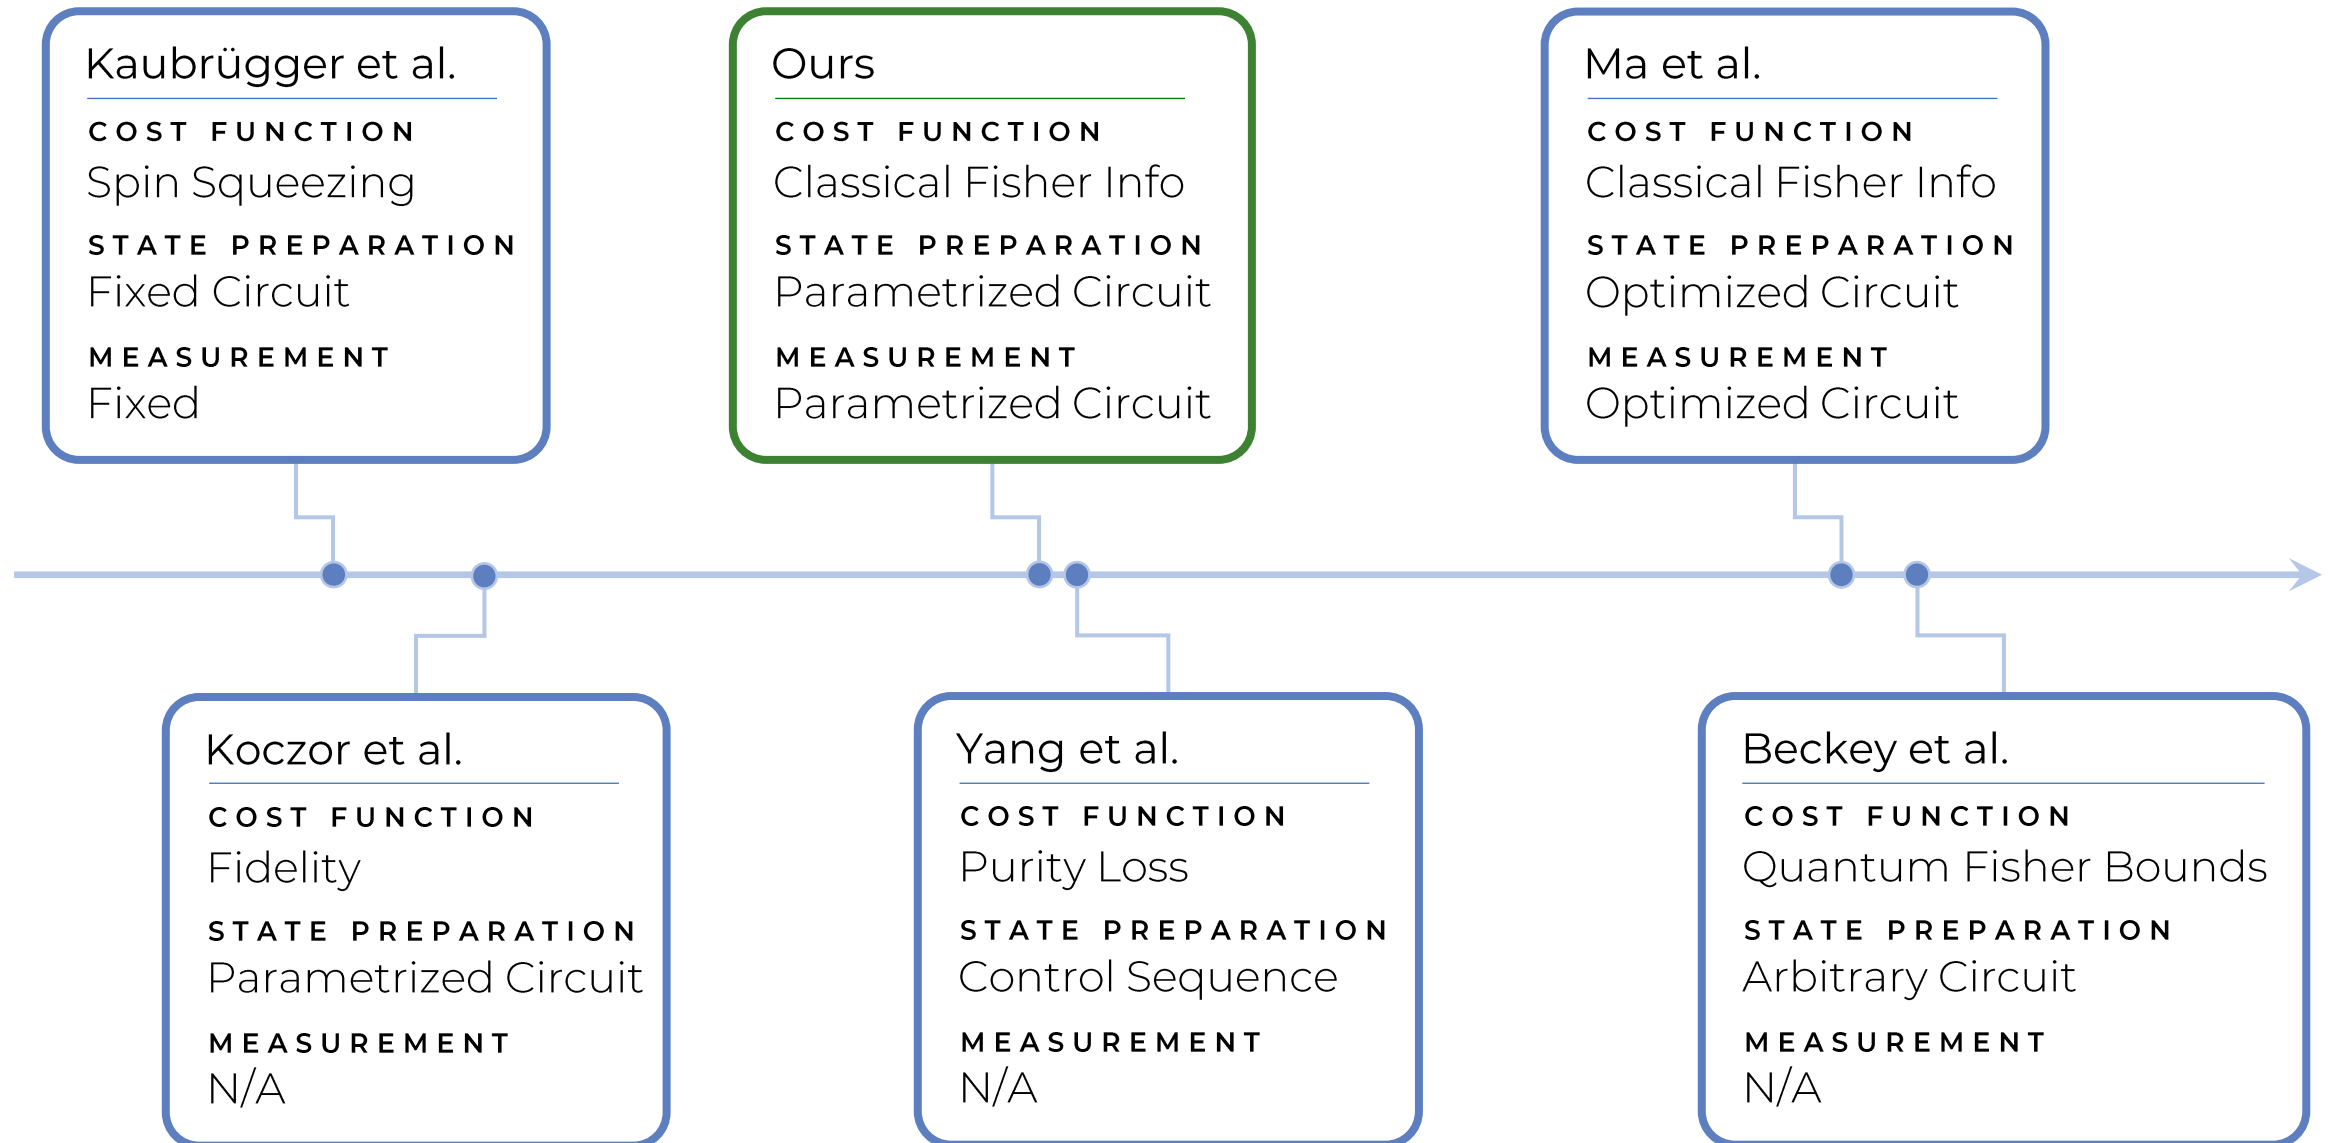 Kaubrügger et al.
COST FUNCTION
Spin Squeezing
STATE PREPARATION
Fixed Circuit
MEASUREMENT
Fixed
Ours
COST FUNCTION
Classical Fisher Info
STATE PREPARATION
Parametrized Circuit
MEASUREMENT
Parametrized Circuit
Ma et al.
COST FUNCTION
Classical Fisher Info
STATE PREPARATION
Optimized Circuit
MEASUREMENT
Optimized Circuit
Koczor et al.
COST FUNCTION
Fidelity
STATE PREPARATION
Parametrized Circuit
MEASUREMENT
N/A
Yang et al.
COST FUNCTION
Purity Loss
STATE PREPARATION
Control Sequence
MEASUREMENT
N/A
Beckey et al.
COST FUNCTION
Quantum Fisher Bounds
STATE PREPARATION
Arbitrary Circuit
MEASUREMENT
N/A